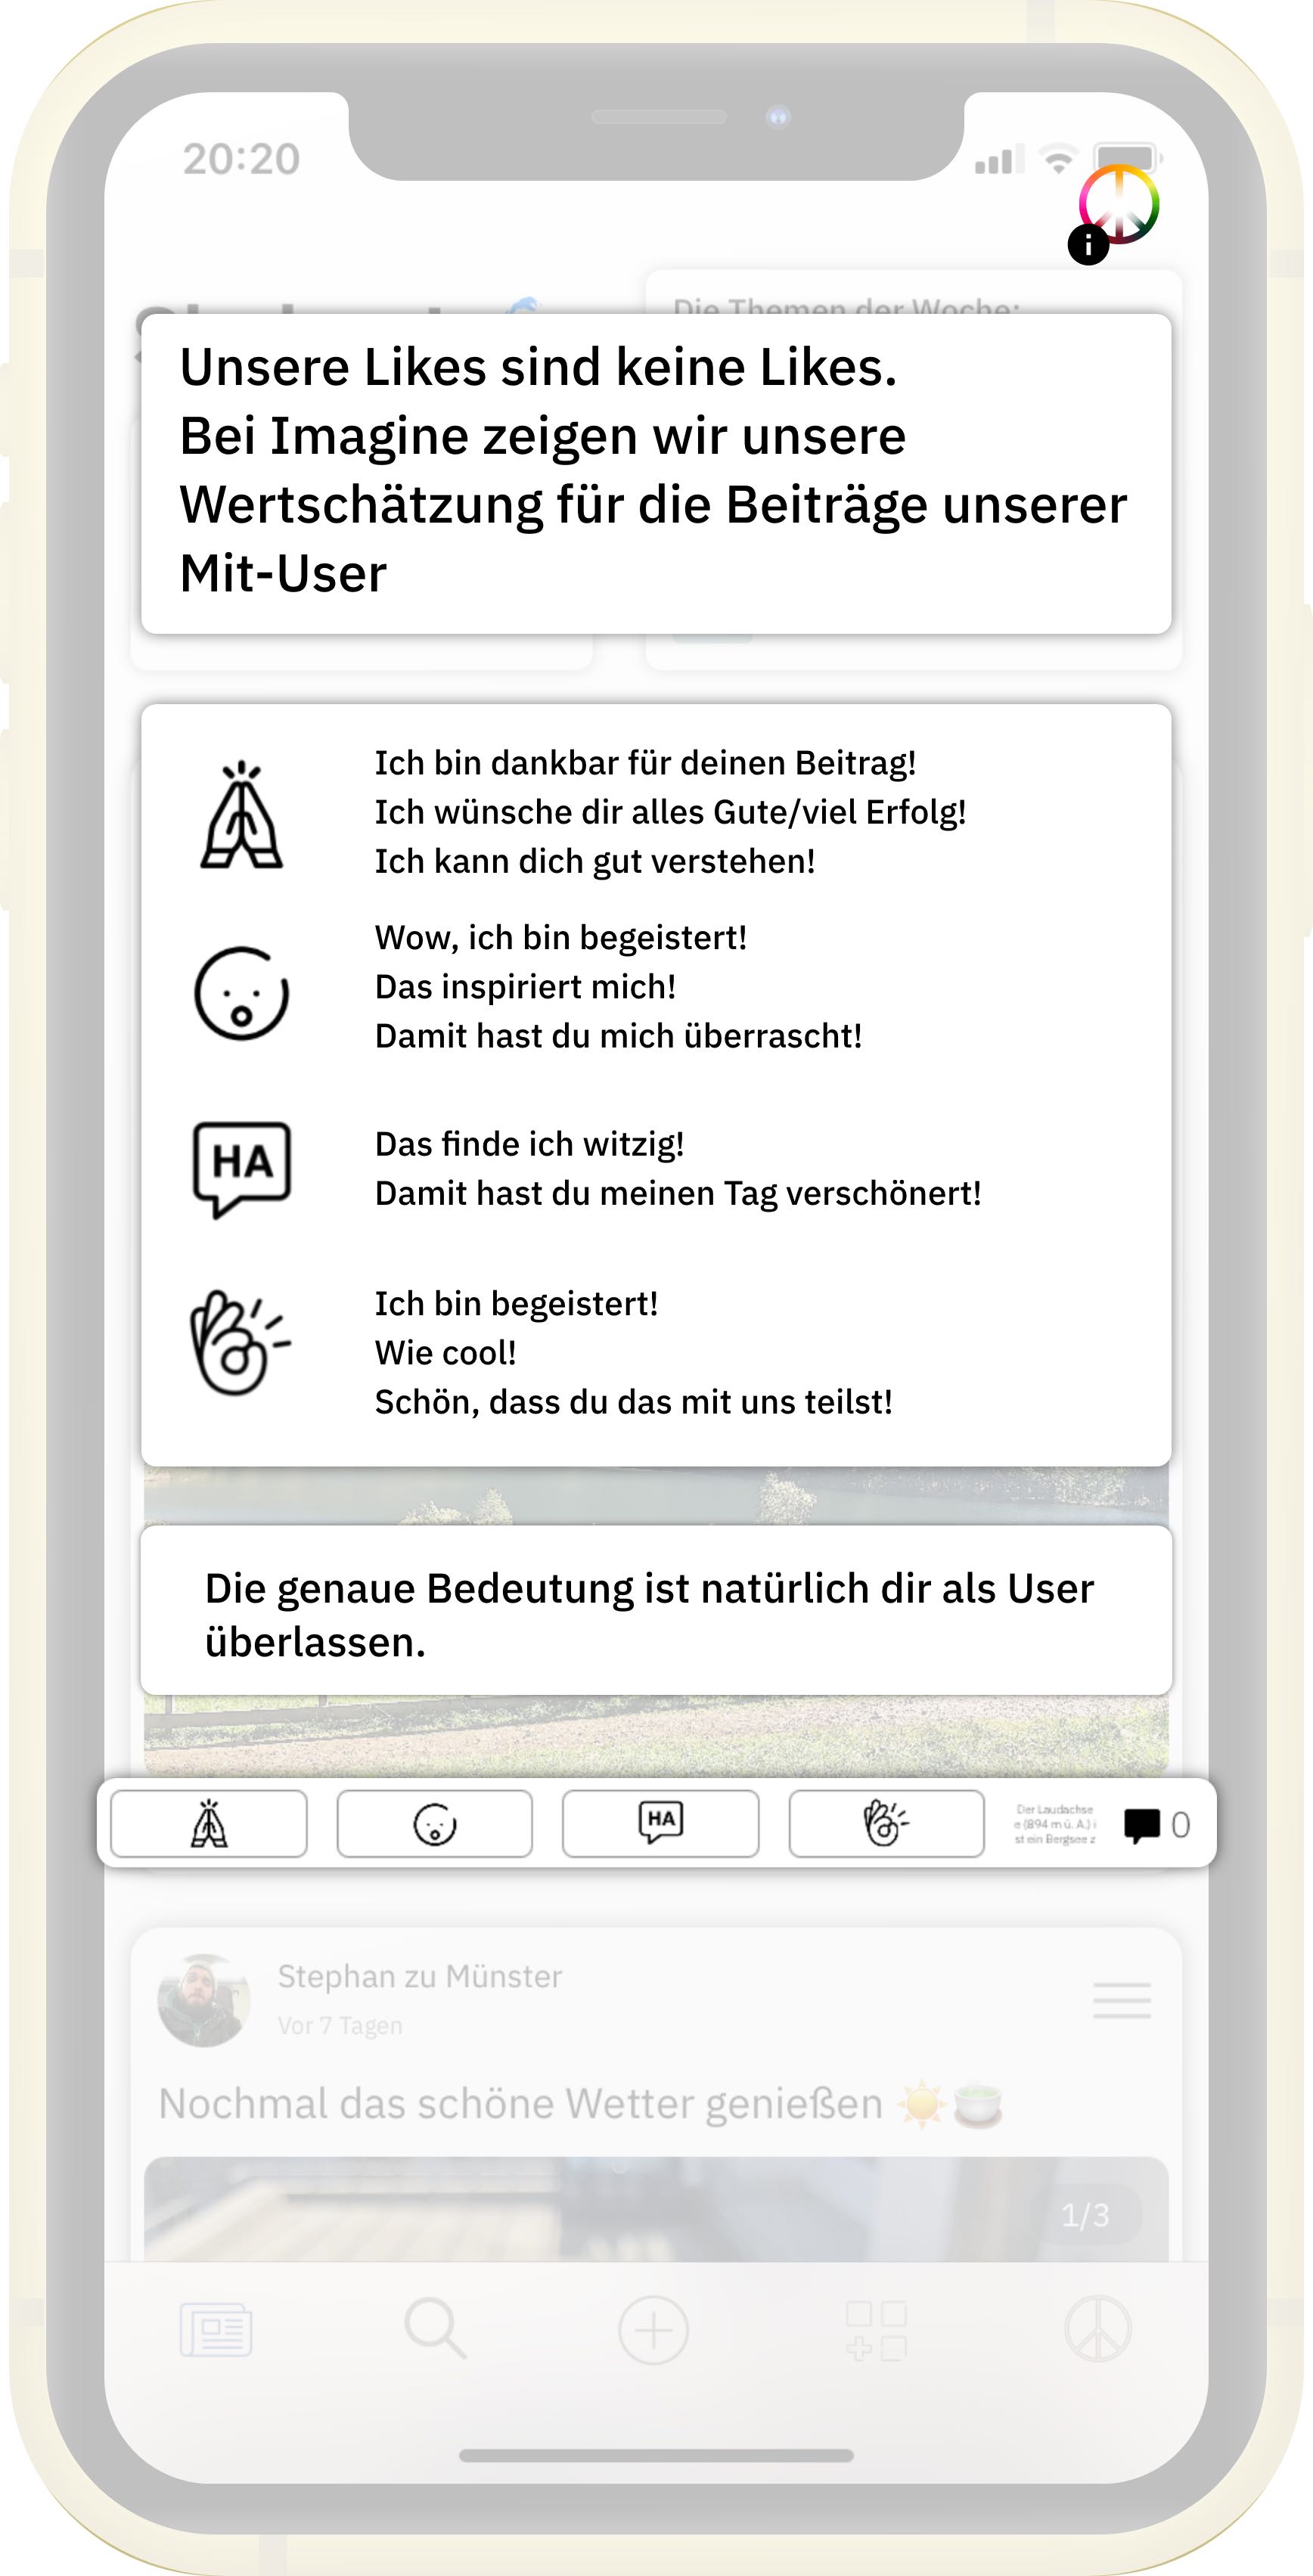 20:20
i
Die Themen der Woche:
Unsere Likes sind keine Likes.
Bei Imagine zeigen wir unsere
Wertschätzung für die Beiträge unserer
Mit-User
Ich bin dankbar für deinen Beitrag!
Ich wünsche dir alles Gute/viel Erfolg!
Ich kann dich gut verstehen!
Wow, ich bin begeistert!
Das inspiriert mich!
Damit hast du mich überrascht!
HA
Das finde ich witzig!
Damit hast du meinen Tag verschönert!
Ich bin begeistert!
Wie cool!
Schön, dass du das mit uns teilst!
Die genaue Bedeutung ist natürlich dir als User
überlassen.
HA
Der Laudachse
e (894 m ü. A.) i
st ein Bergsee z
0
Stephan zu Münster
Vor 7 Tagen
Nochmal das schöne Wetter genießen ☀️🍵
1/3